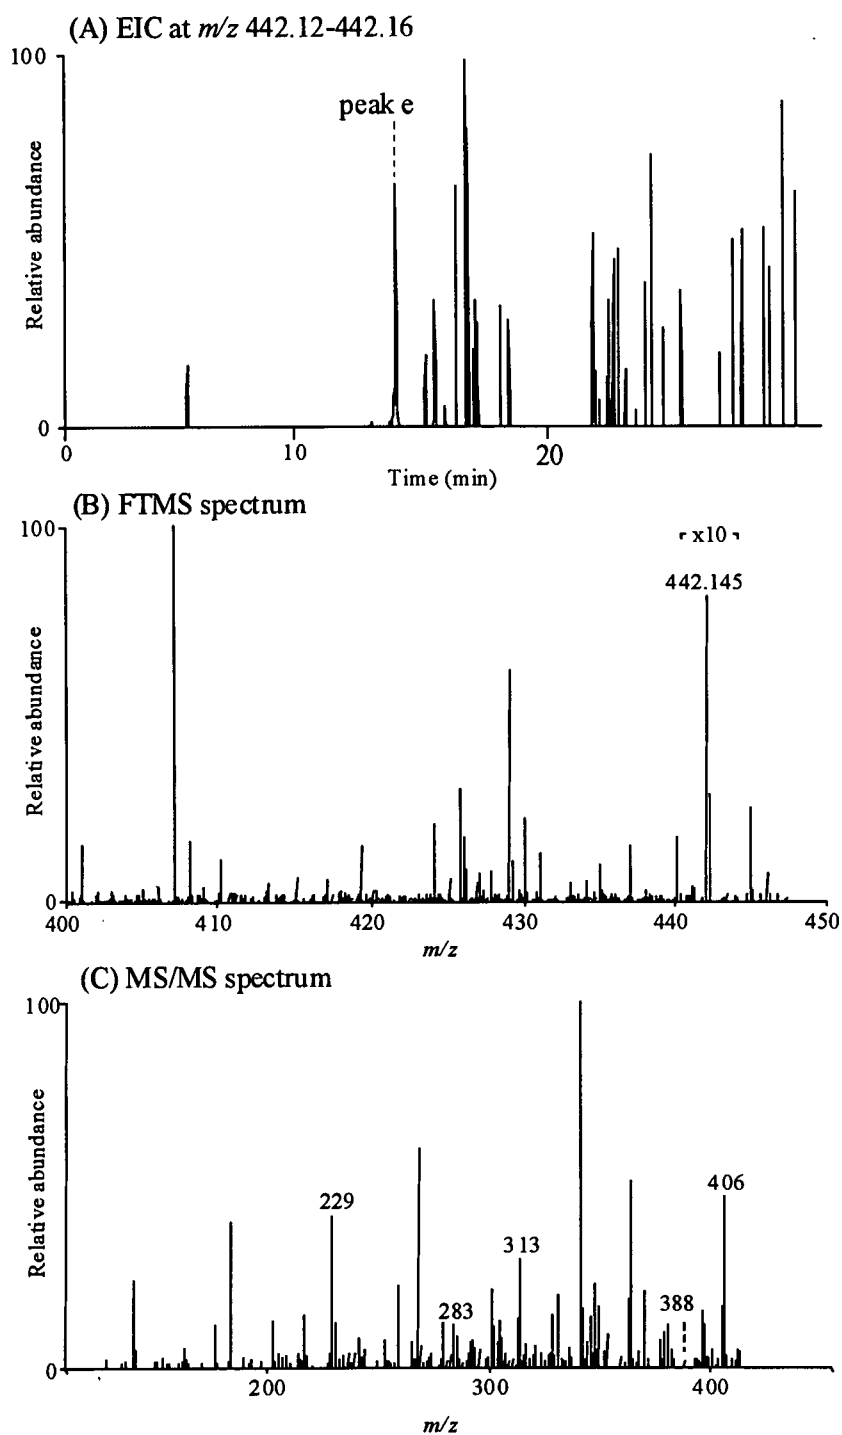 (A) EIC at m/z 442.12-442.16
100
peak e
Relative abundance
0
0 10 20
Time (min)
(B) FTMS spectrum
100
x10
442.145
Relative abundance
0
400 410 420 430 440 450
m/z
(C) MS/MS spectrum
100
406
229
313
283 388
Relative abundance
0
200 300 400
m/z